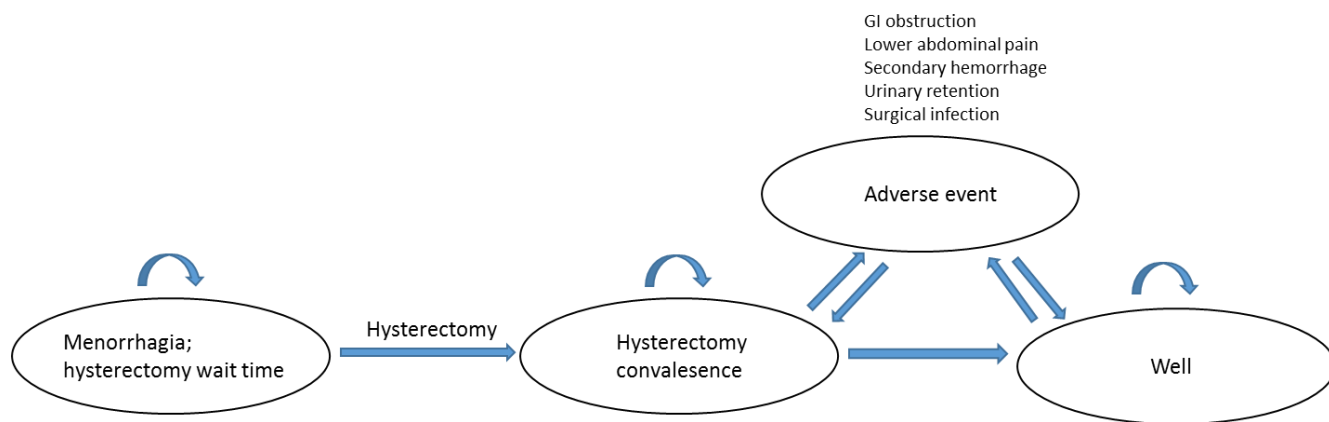 GI obstruction
Lower abdominal pain
Secondary hemorrhage
Urinary retention
Surgical infection
Adverse event
Hysterectomy
Menorrhagia;
hysterectomy wait time
Hysterectomy
convalesence
Well